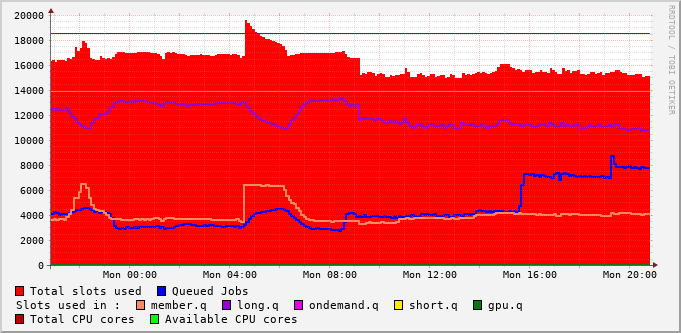 20000
18000
16000
14000
12000
10000
8000
6000
4000
2000
0
Mon 00:00 Mon 04:00 Mon 08:00 Mon 12:00 Mon 16:00 Mon 20:00
RRDTOOL / TOBI OETIKER
Total slots used Queued Jobs
Slots used in : member.q long.q ondemand.q short.q gpu.q
Total CPU cores Available CPU cores